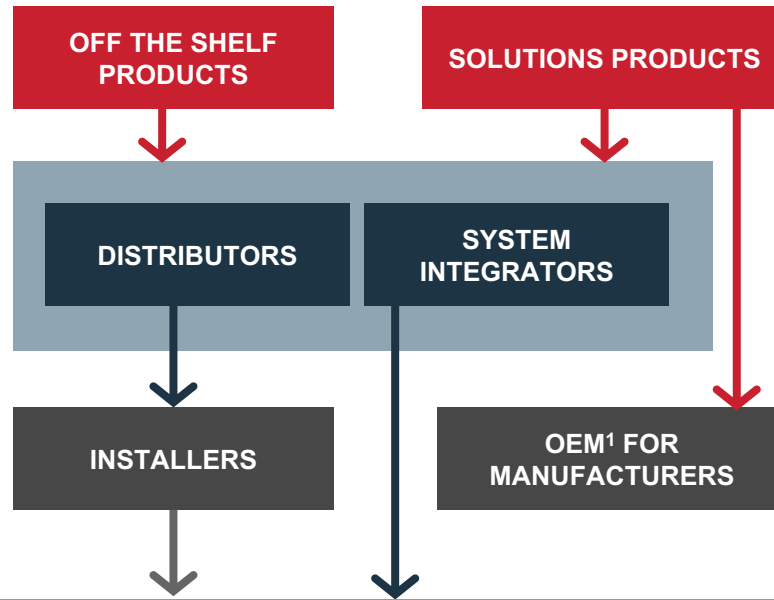 OFF THE SHELF
PRODUCTS
SOLUTIONS PRODUCTS
DISTRIBUTORS
SYSTEM
INTEGRATORS
INSTALLERS
OEM¹ FOR
MANUFACTURERS